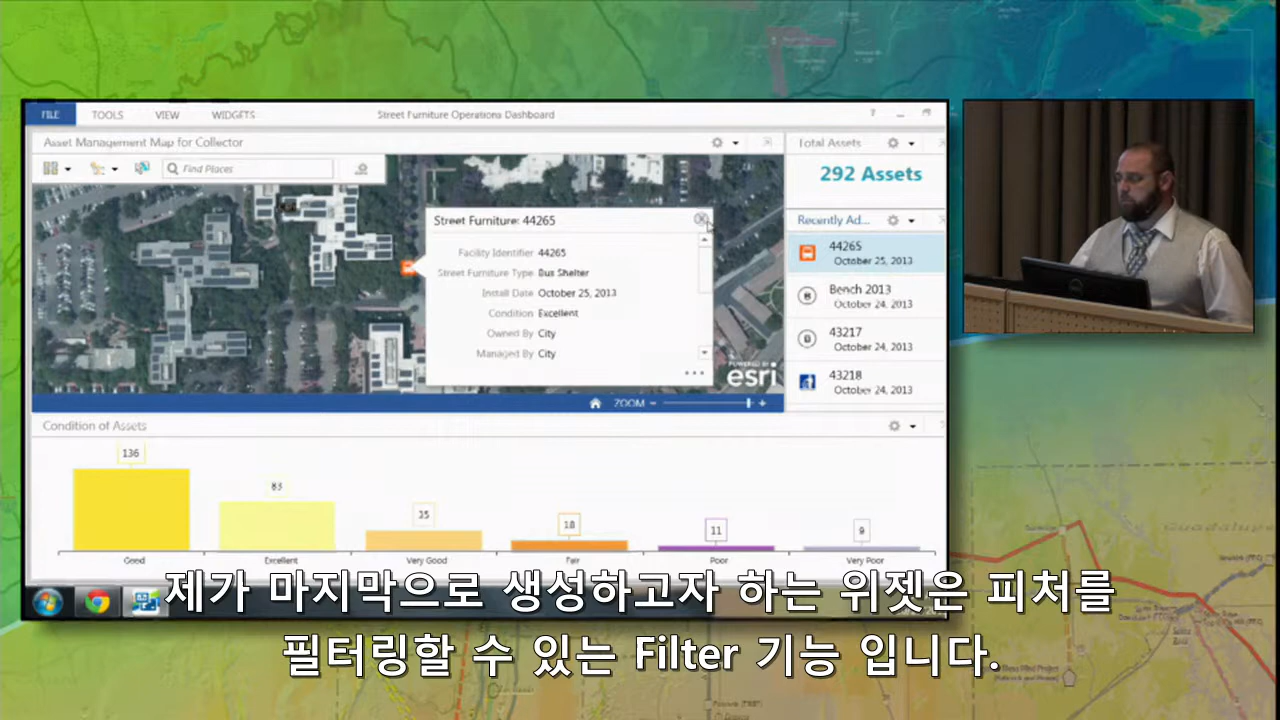 FILE TOOLS VIEW WIDGETS Street Furniture Operations Dashboard ?
Asset Management Map for Collector
Find Places
Street Furniture: 44265
Facility Identifier 44265
Street Furniture Type Bus Shelter
Install Date October 25, 2013
Condition Excellent
Owned By City
Managed By City
POWERED BY
esri
ZOOM
Total Assets
292 Assets
Recently Ad...
44265
October 25, 2013
Bench 2013
October 24, 2013
43217
October 24, 2013
43218
October 24, 2013
Condition of Assets
136
83
35
18
11
9
Good Excellent Very Good Fair Poor Very Poor
제가 마지막으로 생성하고자 하는 위젯은 피처를
필터링할 수 있는 Filter 기능 입니다.